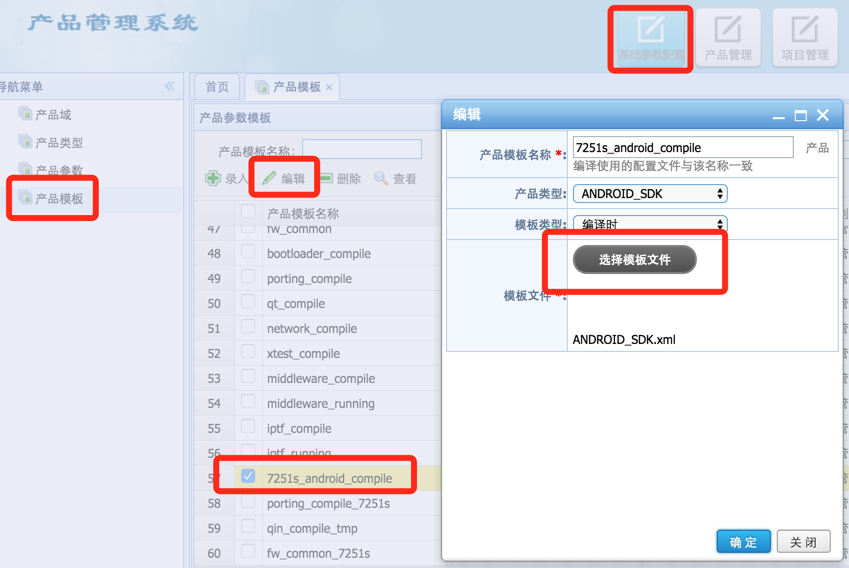 产品管理系统
基础参数配置
产品管理
项目管理
导航菜单
产品域
产品类型
产品参数
产品模板
首页
产品模板
产品参数模板
产品模板名称:
录入
编辑
删除
查看
产品模板名称
47 fw_common
48 bootloader_compile
49 porting_compile
50 qt_compile
51 network_compile
52 xtest_compile
53 middleware_compile
54 middleware_running
55 iptf_compile
56 iptf_running
57 7251s_android_compile
58 porting_compile_7251s
59 qin_compile_tmp
60 fw_common_7251s
编辑
产品模板名称 *: 7251s_android_compile 产品
编译使用的配置文件与该名称一致
产品类型: ANDROID_SDK
模板类型: 编译时
选择模板文件
模板文件 *:
ANDROID_SDK.xml
确 定
关 闭